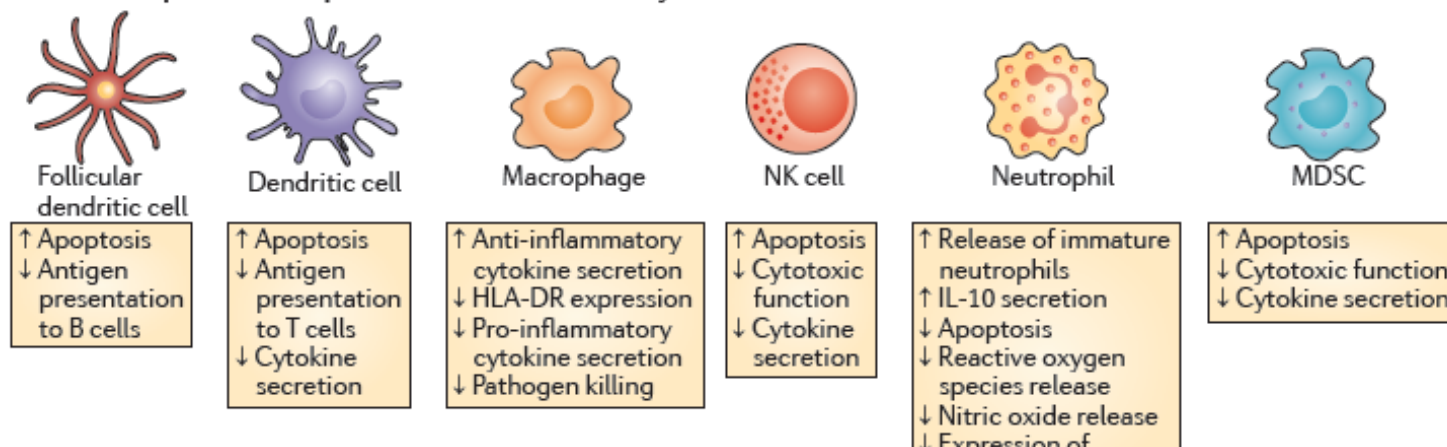 Follicular
dendritic cell
↑ Apoptosis
↓ Antigen
presentation
to B cells
Dendritic cell
↑ Apoptosis
↓ Antigen
presentation
to T cells
↓ Cytokine
secretion
Macrophage
↑ Anti-inflammatory
cytokine secretion
↓ HLA-DR expression
↓ Pro-inflammatory
cytokine secretion
↓ Pathogen killing
NK cell
↑ Apoptosis
↓ Cytotoxic
function
↓ Cytokine
secretion
Neutrophil
↑ Release of immature
neutrophils
↑ IL-10 secretion
↓ Apoptosis
↓ Reactive oxygen
species release
↓ Nitric oxide release
↓ Expression of
MDSC
↑ Apoptosis
↓ Cytotoxic function
↓ Cytokine secretion